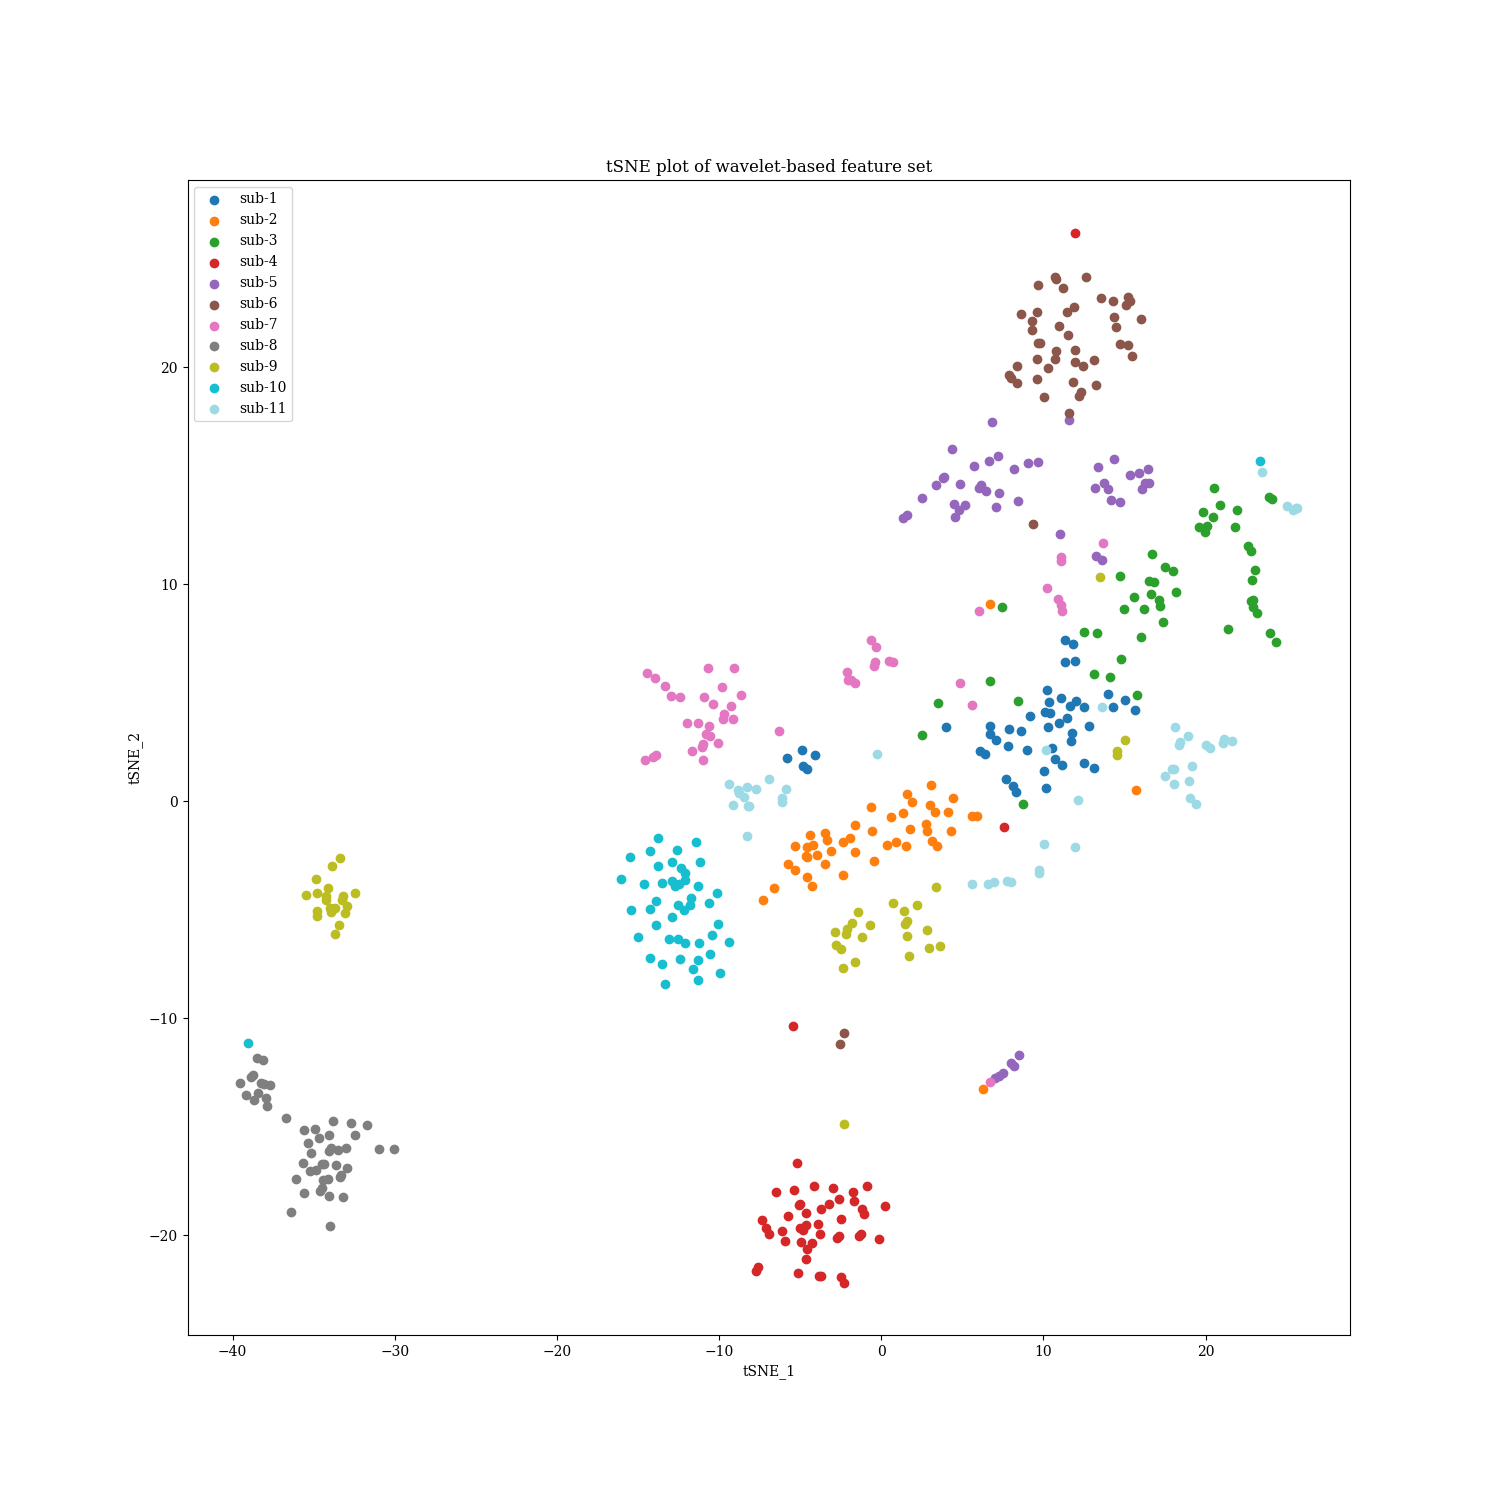 tSNE plot of wavelet-based feature set
sub-1
sub-2
sub-3
sub-4
sub-5
sub-6
sub-7
sub-8
sub-9
sub-10
sub-11
20
10
0
−10
−20
tSNE_2
−40
−30
−20
−10
0
10
20
tSNE_1